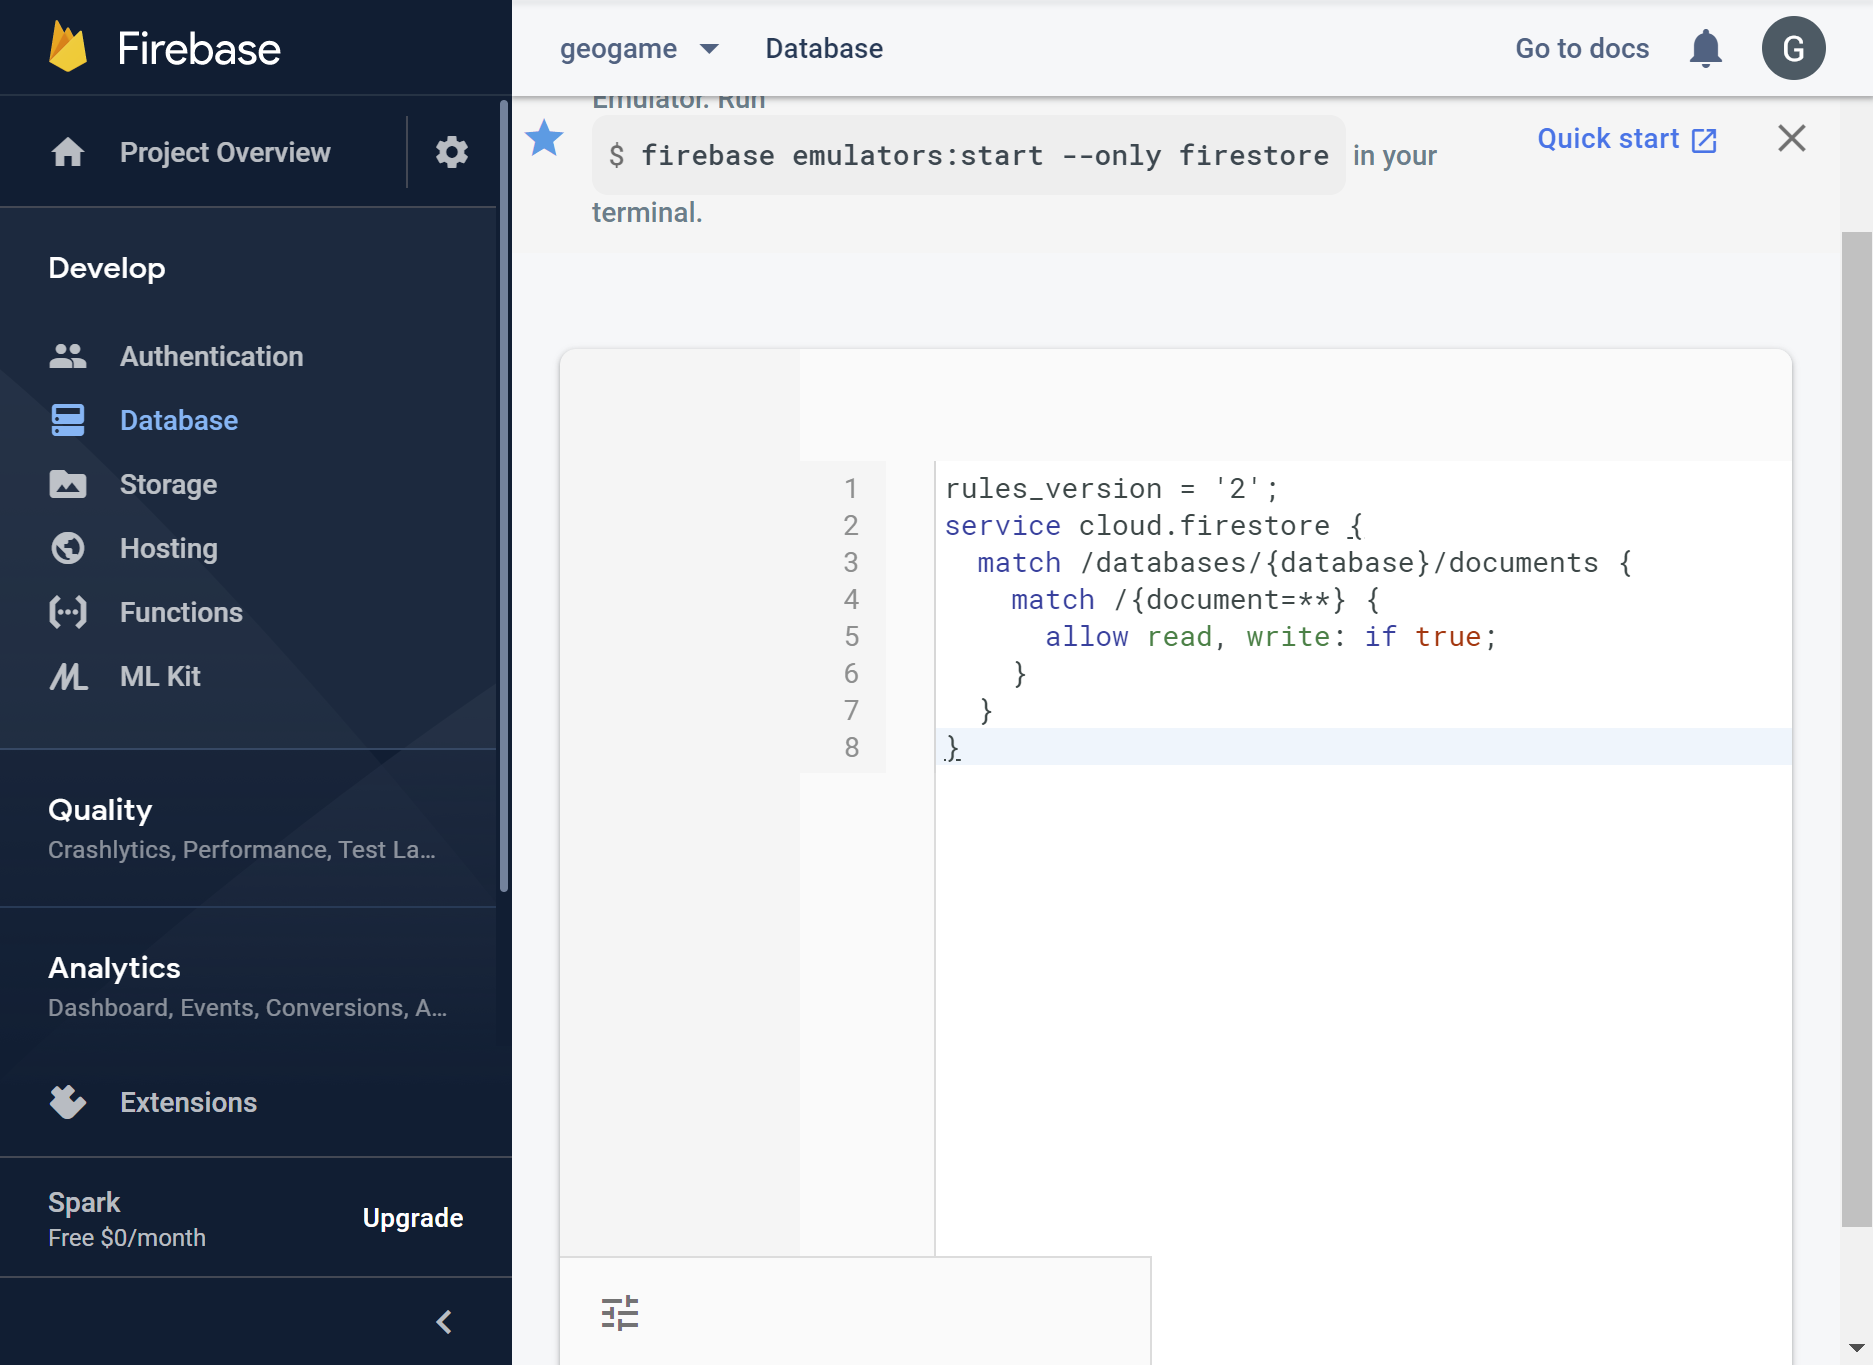 Firebase
Project Overview
Develop
Authentication
Database
Storage
Hosting
Functions
ML Kit
Quality
Crashlytics, Performance, Test La...
Analytics
Dashboard, Events, Conversions, A...
Extensions
Spark
Free $0/month
Upgrade
geogame
Database
Go to docs
G
Emulator. Run
$ firebase emulators:start --only firestore in your
terminal.
Quick start
1 rules_version = '2';
2 service cloud.firestore {
3   match /databases/{database}/documents {
4     match /{document=**} {
5       allow read, write: if true;
6     }
7   }
8 }